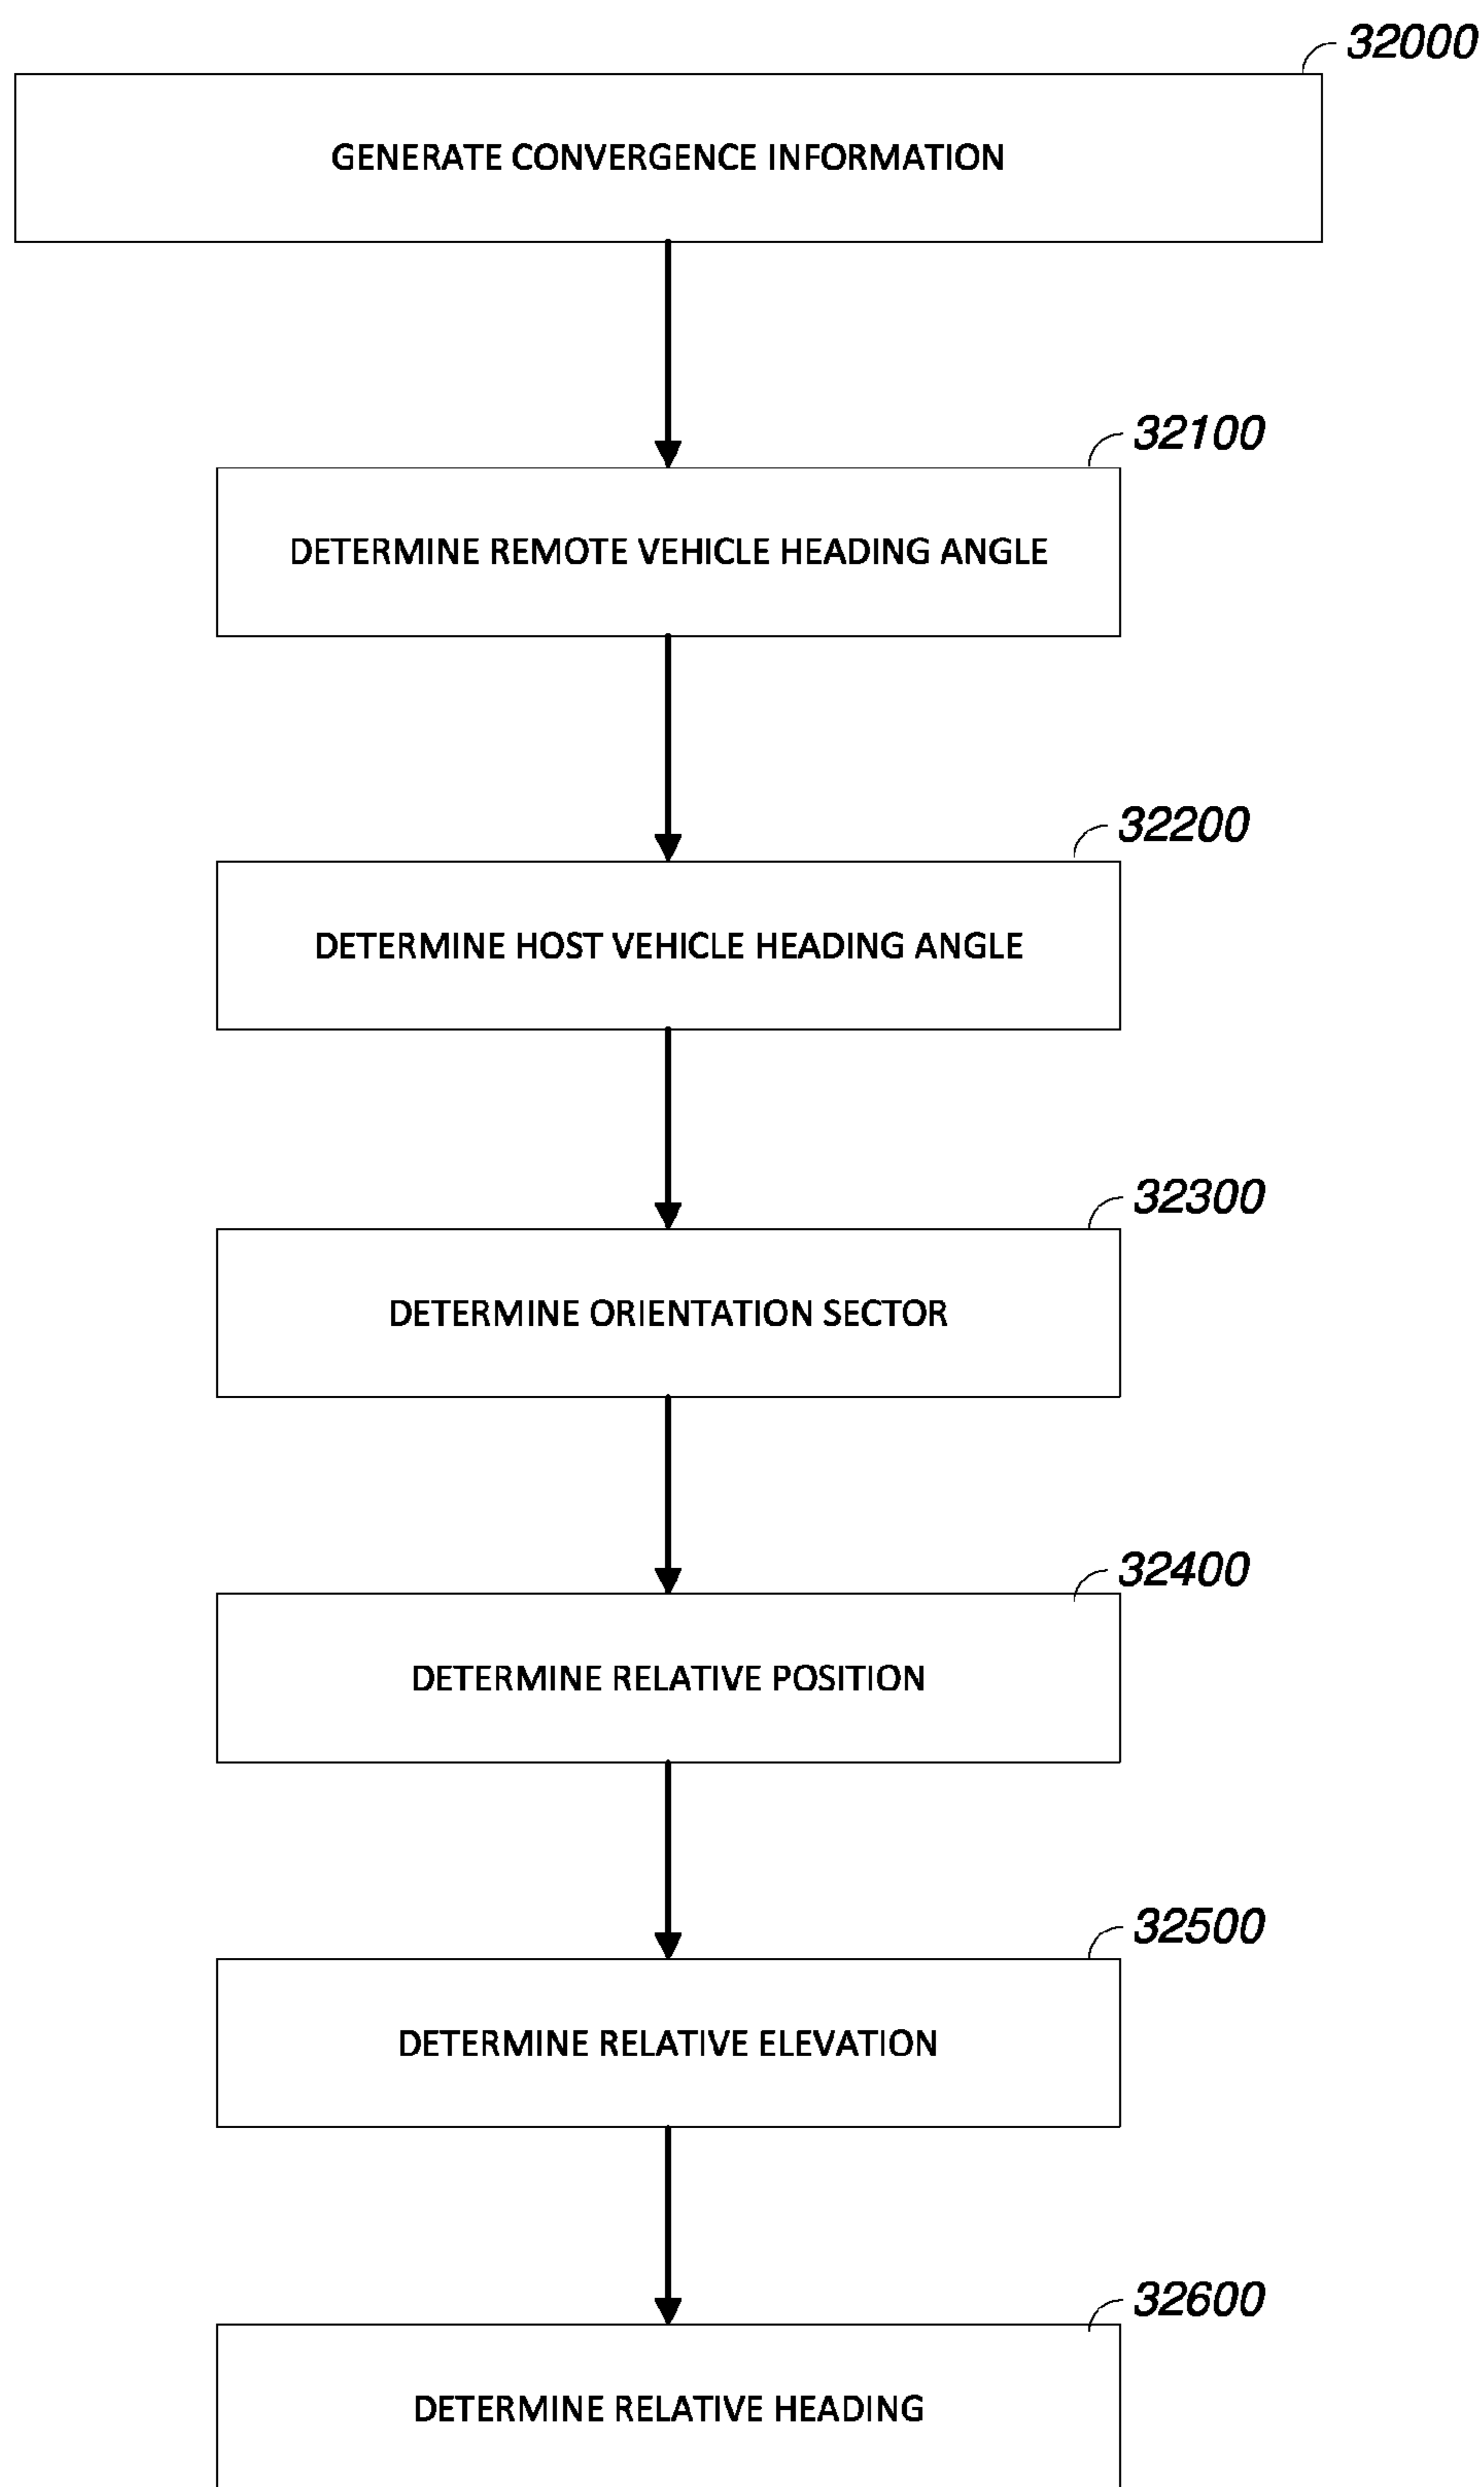 32000
GENERATE CONVERGENCE INFORMATION
32100
DETERMINE REMOTE VEHICLE HEADING ANGLE
32200
DETERMINE HOST VEHICLE HEADING ANGLE
32300
DETERMINE ORIENTATION SECTOR
32400
DETERMINE RELATIVE POSITION
32500
DETERMINE RELATIVE ELEVATION
32600
DETERMINE RELATIVE HEADING